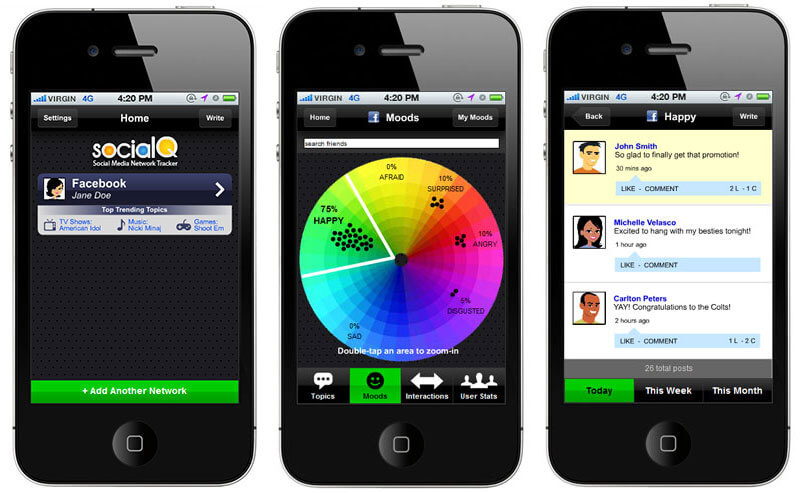 VIRGIN 4G 4:20 PM
Settings Home Write
socialQ
Social Media Network Tracker
Facebook
Jane Doe
Top Trending Topics
TV Shows: Music: Games:
American Idol Nicki Minaj Shoot Em
+ Add Another Network
VIRGIN 4G 4:20 PM
Home f Moods My Moods
search friends
0%
AFRAID
10%
SURPRISED
75%
HAPPY
10%
ANGRY
5%
DISGUSTED
0%
SAD
Double-tap an area to zoom-in
Topics Moods Interactions User Stats
VIRGIN 4G 4:20 PM
Back f Happy Write
John Smith
So glad to finally get that promotion!
30 mins ago
LIKE - COMMENT 2 L - 1 C
Michelle Velasco
Excited to hang with my besties tonight!
1 hour ago
LIKE - COMMENT
Carlton Peters
YAY! Congratulations to the Colts!
2 hours ago
LIKE - COMMENT 1 L - 2 C
26 total posts
Today This Week This Month